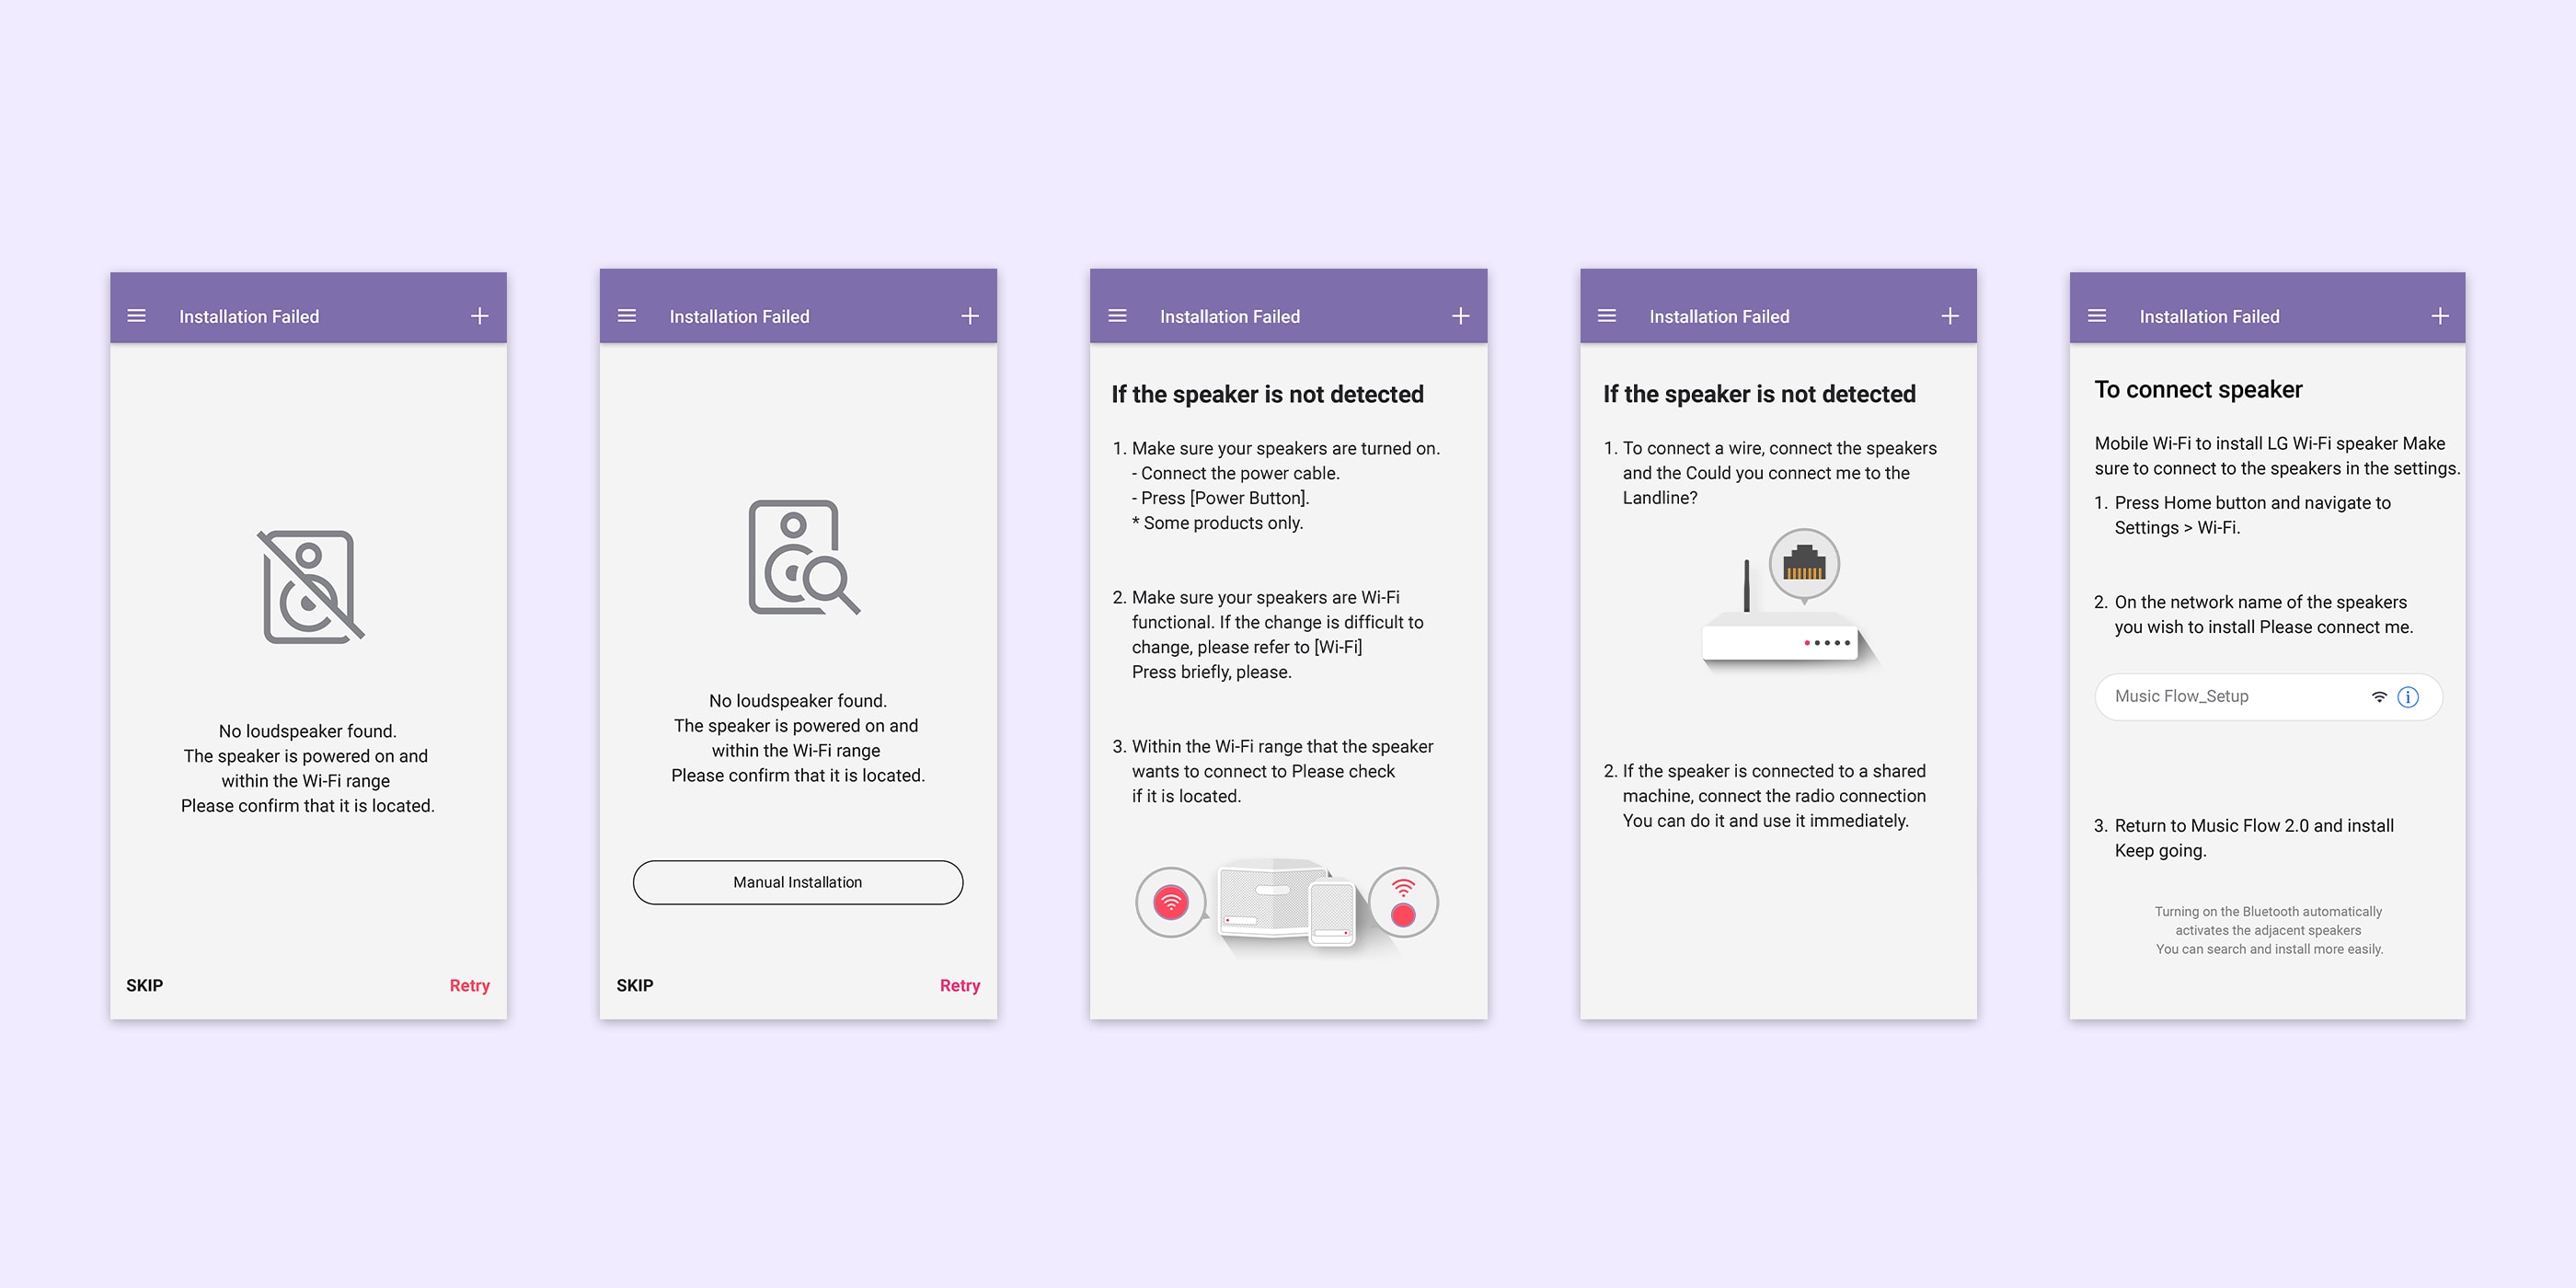 Installation Failed
No loudspeaker found.
The speaker is powered on and
within the Wi-Fi range
Please confirm that it is located.
SKIP
Retry
Installation Failed
No loudspeaker found.
The speaker is powered on and
within the Wi-Fi range
Please confirm that it is located.
Manual Installation
SKIP
Retry
Installation Failed
If the speaker is not detected
1. Make sure your speakers are turned on.
- Connect the power cable.
- Press [Power Button].
* Some products only.
2. Make sure your speakers are Wi-Fi
functional. If the change is difficult to
change, please refer to [Wi-Fi]
Press briefly, please.
3. Within the Wi-Fi range that the speaker
wants to connect to Please check
if it is located.
Installation Failed
If the speaker is not detected
1. To connect a wire, connect the speakers
and the Could you connect me to the
Landline?
2. If the speaker is connected to a shared
machine, connect the radio connection
You can do it and use it immediately.
Installation Failed
To connect speaker
Mobile Wi-Fi to install LG Wi-Fi speaker Make
sure to connect to the speakers in the settings.
1. Press Home button and navigate to
Settings > Wi-Fi.
2. On the network name of the speakers
you wish to install Please connect me.
Music Flow_Setup
3. Return to Music Flow 2.0 and install
Keep going.
Turning on the Bluetooth automatically
activates the adjacent speakers
You can search and install more easily.